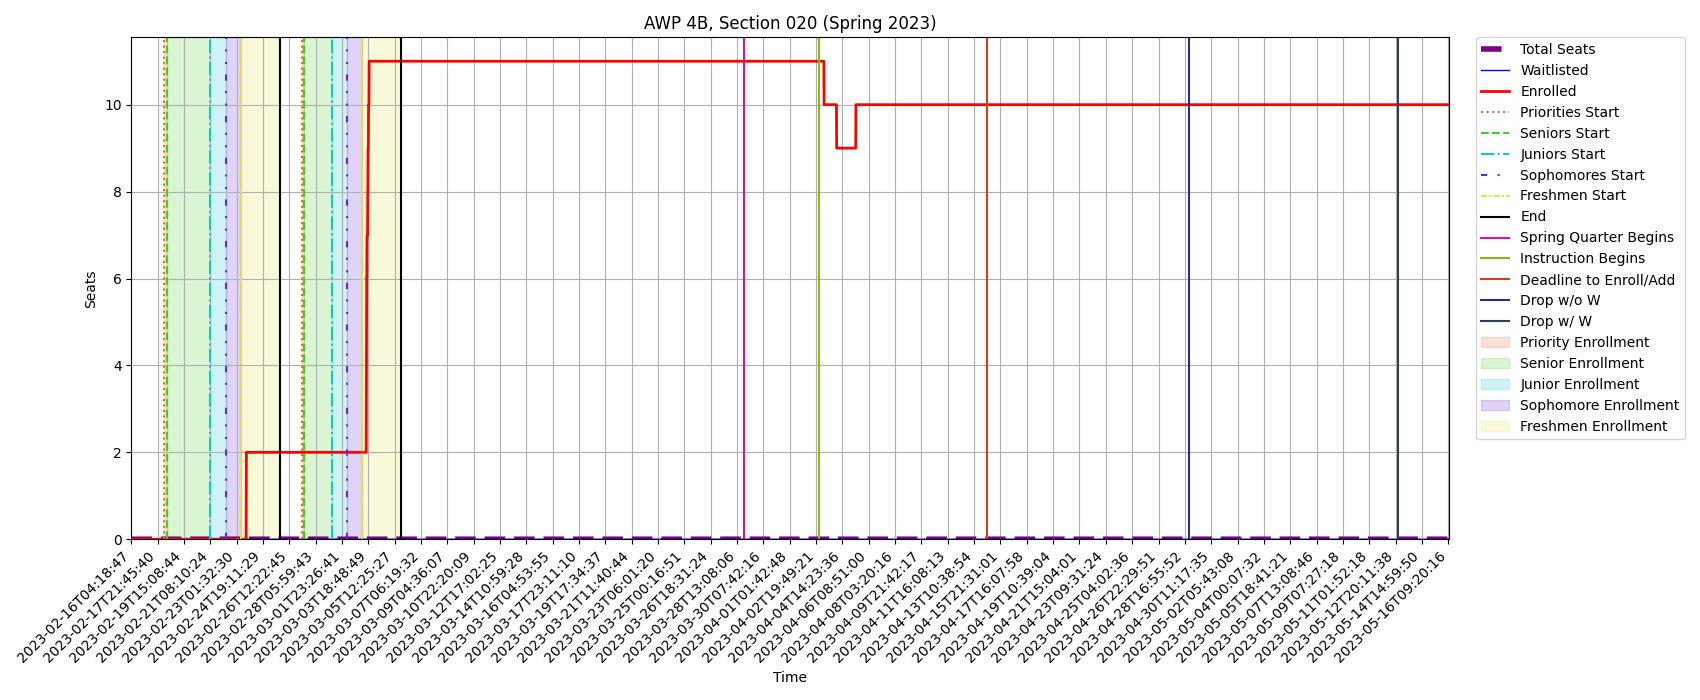 AWP 4B, Section 020 (Spring 2023)
Seats
10
8
6
4
2
0
2023-02-16T04:18:47
2023-02-17T21:45:40
2023-02-19T15:08:44
2023-02-21T08:10:24
2023-02-23T01:32:30
2023-02-24T19:11:29
2023-02-26T12:22:45
2023-02-28T05:59:43
2023-03-01T23:26:41
2023-03-03T18:48:49
2023-03-05T12:25:27
2023-03-07T06:19:32
2023-03-09T04:36:07
2023-03-10T22:20:09
2023-03-12T17:02:25
2023-03-14T10:59:28
2023-03-16T04:53:55
2023-03-17T23:11:10
2023-03-19T17:34:37
2023-03-21T11:40:44
2023-03-23T06:01:20
2023-03-25T00:16:51
2023-03-26T18:31:24
2023-03-28T13:08:06
2023-03-30T07:42:16
2023-04-01T01:42:48
2023-04-02T19:49:21
2023-04-04T14:23:36
2023-04-06T08:51:00
2023-04-08T03:20:16
2023-04-09T21:42:17
2023-04-11T16:08:13
2023-04-13T10:38:54
2023-04-15T21:31:01
2023-04-17T16:07:58
2023-04-19T10:39:04
2023-04-21T15:04:01
2023-04-23T09:31:24
2023-04-25T04:02:36
2023-04-26T22:29:51
2023-04-28T16:55:52
2023-04-30T11:17:35
2023-05-02T05:43:08
2023-05-04T00:07:32
2023-05-05T18:41:21
2023-05-07T13:08:46
2023-05-09T07:27:18
2023-05-11T01:52:18
2023-05-12T20:11:38
2023-05-14T14:59:50
2023-05-16T09:20:16
Time
Total Seats
Waitlisted
Enrolled
Priorities Start
Seniors Start
Juniors Start
Sophomores Start
Freshmen Start
End
Spring Quarter Begins
Instruction Begins
Deadline to Enroll/Add
Drop w/o W
Drop w/ W
Priority Enrollment
Senior Enrollment
Junior Enrollment
Sophomore Enrollment
Freshmen Enrollment